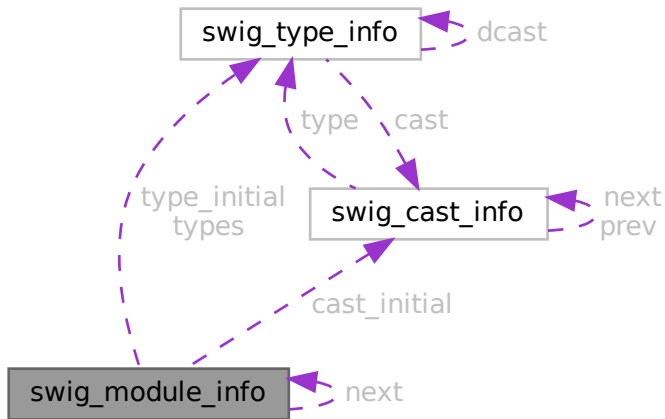 swig_type_info
dcast
type
cast
type_initial
types
swig_cast_info
next
prev
cast_initial
swig_module_info
next